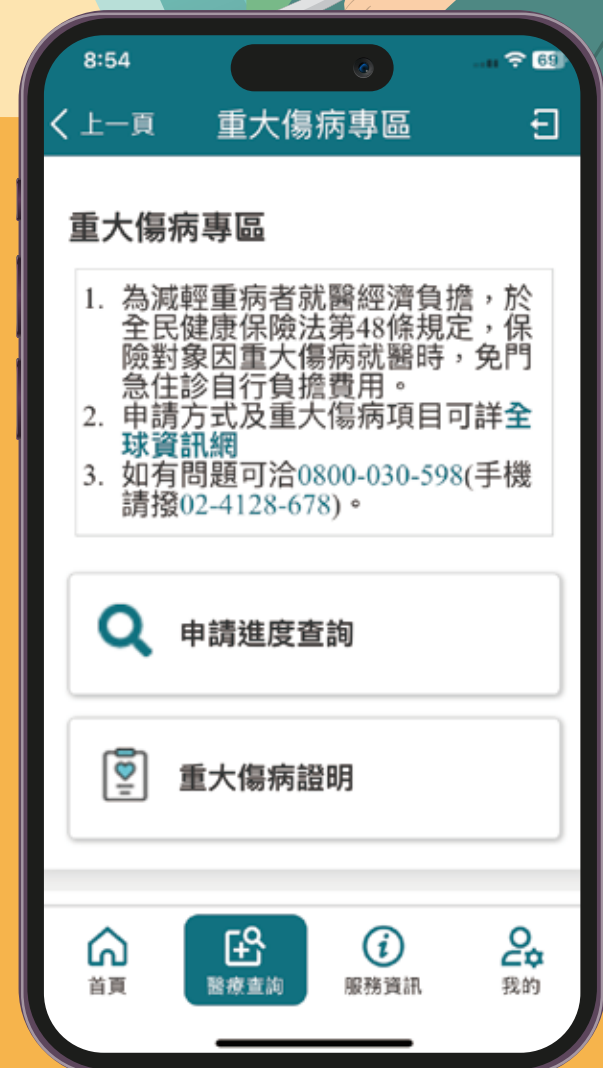 8:54
69
上一頁
重大傷病專區
重大傷病專區
1. 為減輕重病者就醫經濟負擔，於
全民健康保險法第48條規定，保
險對象因重大傷病就醫時，免門
急住診自行負擔費用。
2. 申請方式及重大傷病項目可詳全
球資訊網
3. 如有問題可洽0800-030-598(手機
請撥02-4128-678)。
申請進度查詢
重大傷病證明
首頁
醫療查詢
服務資訊
我的